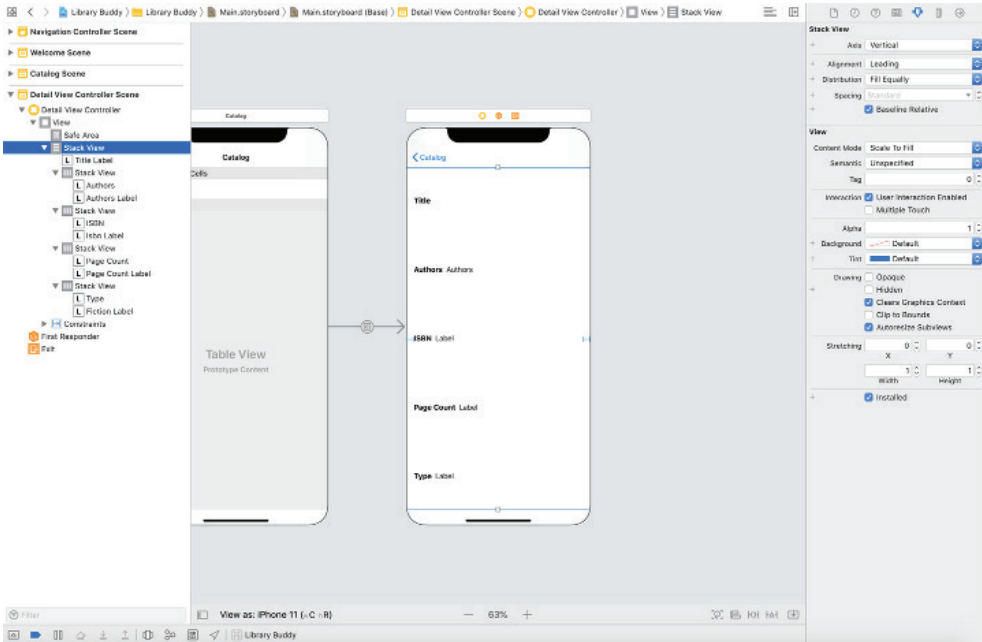 Library Buddy
Library Buddy
Main.storyboard
Main.storyboard (Base)
Detail View Controller Scene
Detail View Controller
View
Stack View
Navigation Controller Scene
Welcome Scene
Catalog Scene
Detail View Controller Scene
Detail View Controller
View
Safe Area
Stack View
Title Label
Stack View
Authors
Authors Label
Stack View
ISBN
Isbn Label
Stack View
Page Count
Page Count Label
Stack View
Type
Fiction Label
Constraints
First Responder
Exit
Filter
Catalog
Catalog
Cells
Table View
Prototype Content
Catalog
Title
Authors Authors
ISBN Label
Page Count Label
Type Label
View as: iPhone 11 (wC hR)
63%
Library Buddy
Stack View
Axis Vertical
Alignment Leading
Distribution Fill Equally
Spacing Standard
Baseline Relative
View
Content Mode Scale To Fill
Semantic Unspecified
Tag 0
Interaction User Interaction Enabled
Multiple Touch
Alpha 1
Background Default
Tint Default
Drawing Opaque
Hidden
Clears Graphics Context
Clip to Bounds
Autoresize Subviews
Stretching 0 0
X Y
1 1
Width Height
Installed